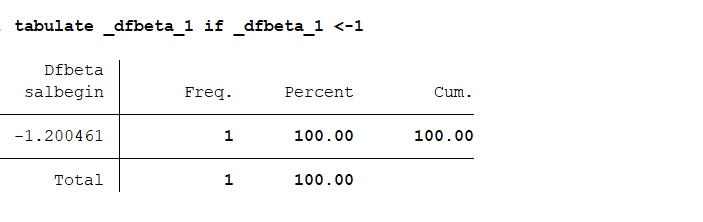 . tabulate _dfbeta_1 if _dfbeta_1 <-1
Dfbeta
salbegin Freq. Percent Cum.
-1.200461 1 100.00 100.00
Total 1 100.00